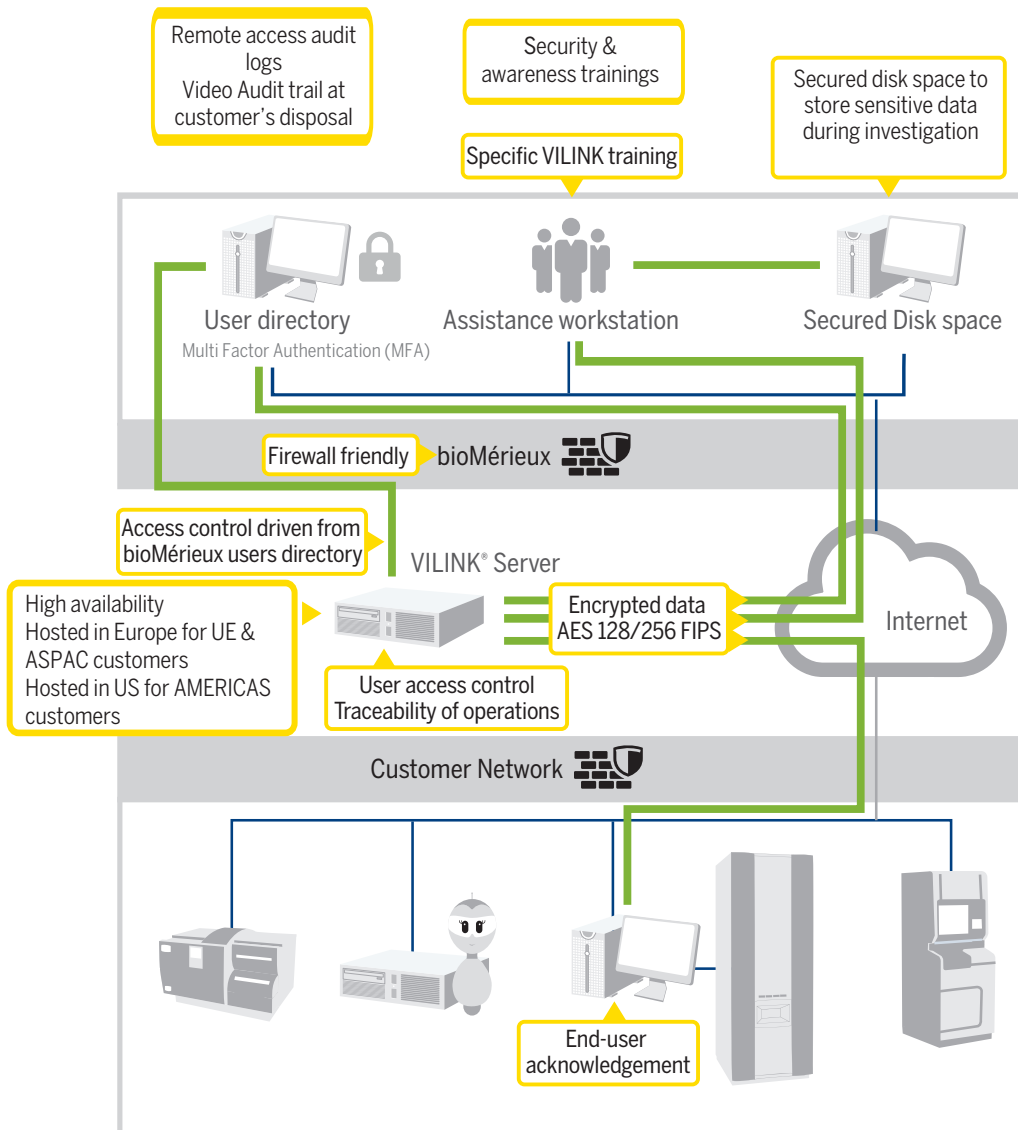 Remote access audit
logs
Video Audit trail at
customer's disposal
Security &
awareness trainings
Secured disk space to
store sensitive data
during investigation
Specific VILINK training
User directory
Multi Factor Authentication (MFA)
Assistance workstation
Secured Disk space
Firewall friendly
bioMérieux
Access control driven from
bioMérieux users directory
VILINK® Server
High availability
Hosted in Europe for UE &
ASPAC customers
Hosted in US for AMERICAS
customers
Encrypted data
AES 128/256 FIPS
Internet
User access control
Traceability of operations
Customer Network
End-user
acknowledgement